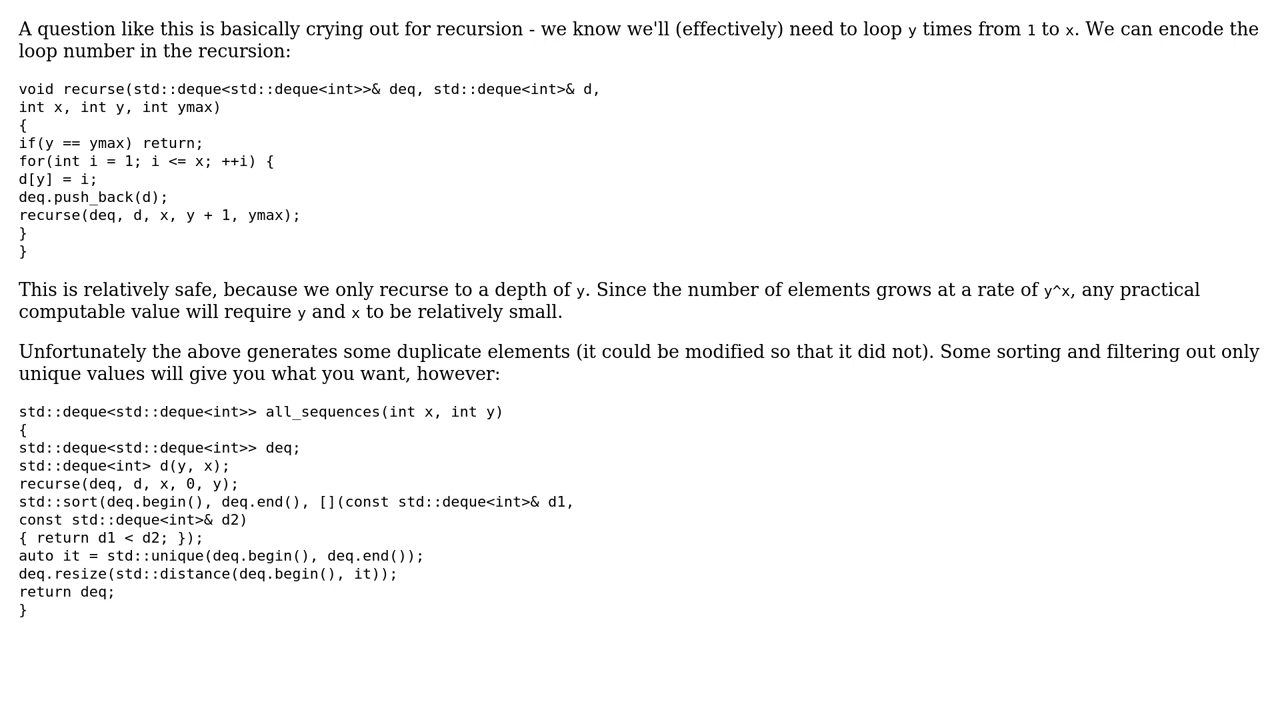 A question like this is basically crying out for recursion - we know we'll (effectively) need to loop y times from 1 to x. We can encode the
loop number in the recursion:
void recurse(std::deque<std::deque<int>>& deq, std::deque<int>& d,
int x, int y, int ymax)
{
if(y == ymax) return;
for(int i = 1; i <= x; ++i) {
d[y] = i;
deq.push_back(d);
recurse(deq, d, x, y + 1, ymax);
}
}
This is relatively safe, because we only recurse to a depth of y. Since the number of elements grows at a rate of y^x, any practical
computable value will require y and x to be relatively small.
Unfortunately the above generates some duplicate elements (it could be modified so that it did not). Some sorting and filtering out only
unique values will give you what you want, however:
std::deque<std::deque<int>> all_sequences(int x, int y)
{
std::deque<std::deque<int>> deq;
std::deque<int> d(y, x);
recurse(deq, d, x, 0, y);
std::sort(deq.begin(), deq.end(), [](const std::deque<int>& d1,
const std::deque<int>& d2)
{ return d1 < d2; });
auto it = std::unique(deq.begin(), deq.end());
deq.resize(std::distance(deq.begin(), it));
return deq;
}